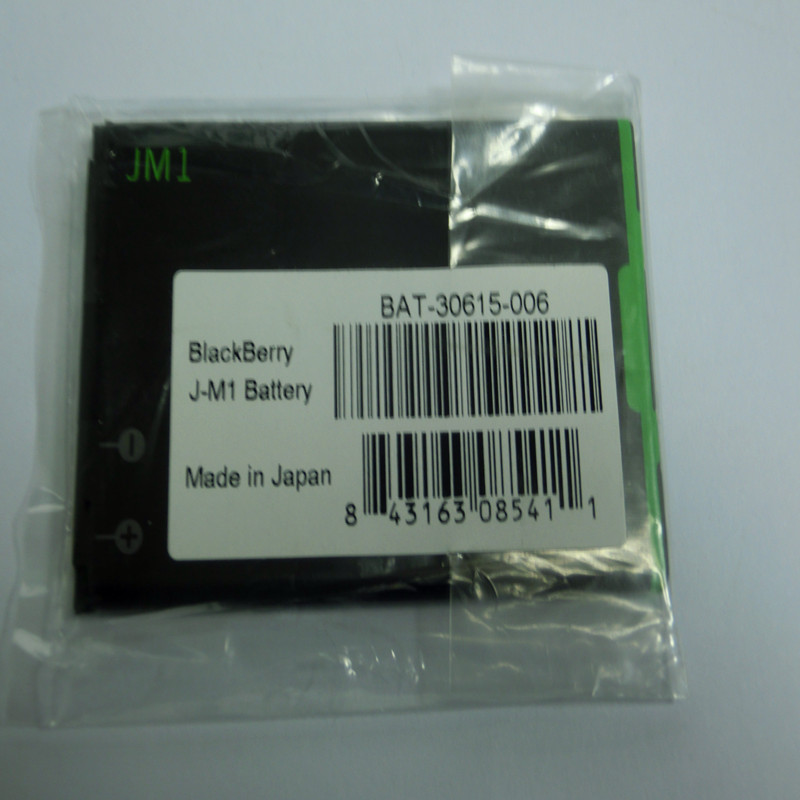 JM1
BAT-30615-006
BlackBerry
J-M1 Battery
Made in Japan
8 43163 08541 1